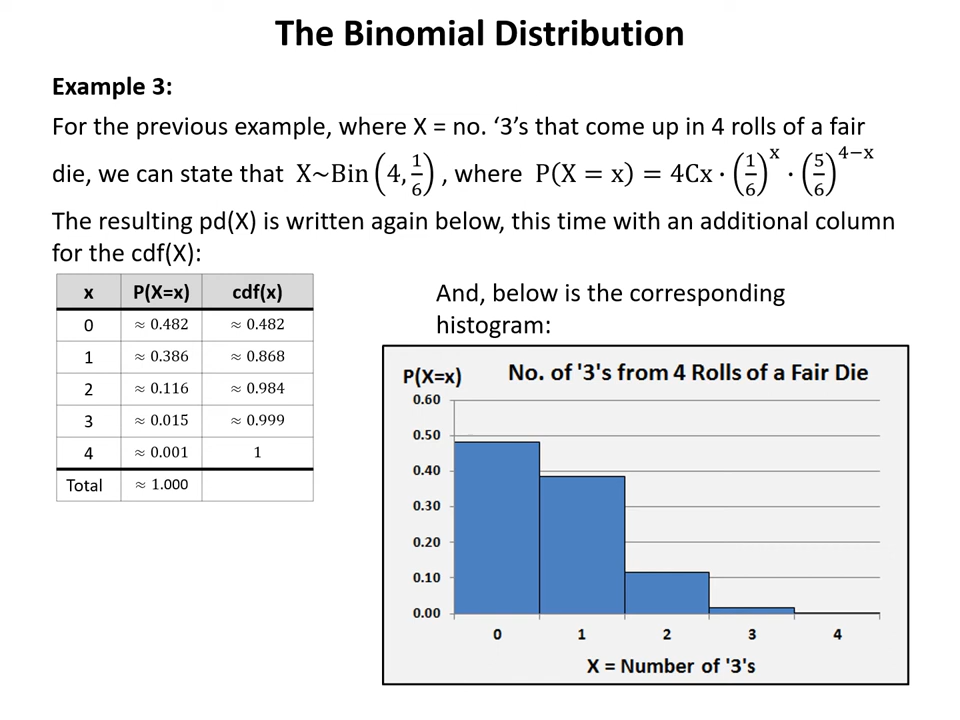 The Binomial Distribution
Example 3:
For the previous example, where X = no. ‘3’s that come up in 4 rolls of a fair
die, we can state that X~Bin(4, 1/6), where P(X = x) = 4Cx · (1/6)^x · (5/6)^(4−x)
The resulting pd(X) is written again below, this time with an additional column
for the cdf(X):
x P(X=x) cdf(x)
0 ≈ 0.482 ≈ 0.482
1 ≈ 0.386 ≈ 0.868
2 ≈ 0.116 ≈ 0.984
3 ≈ 0.015 ≈ 0.999
4 ≈ 0.001 1
Total ≈ 1.000
And, below is the corresponding
histogram:
P(X=x) No. of '3's from 4 Rolls of a Fair Die
0.60
0.50
0.40
0.30
0.20
0.10
0.00
0 1 2 3 4
X = Number of '3's